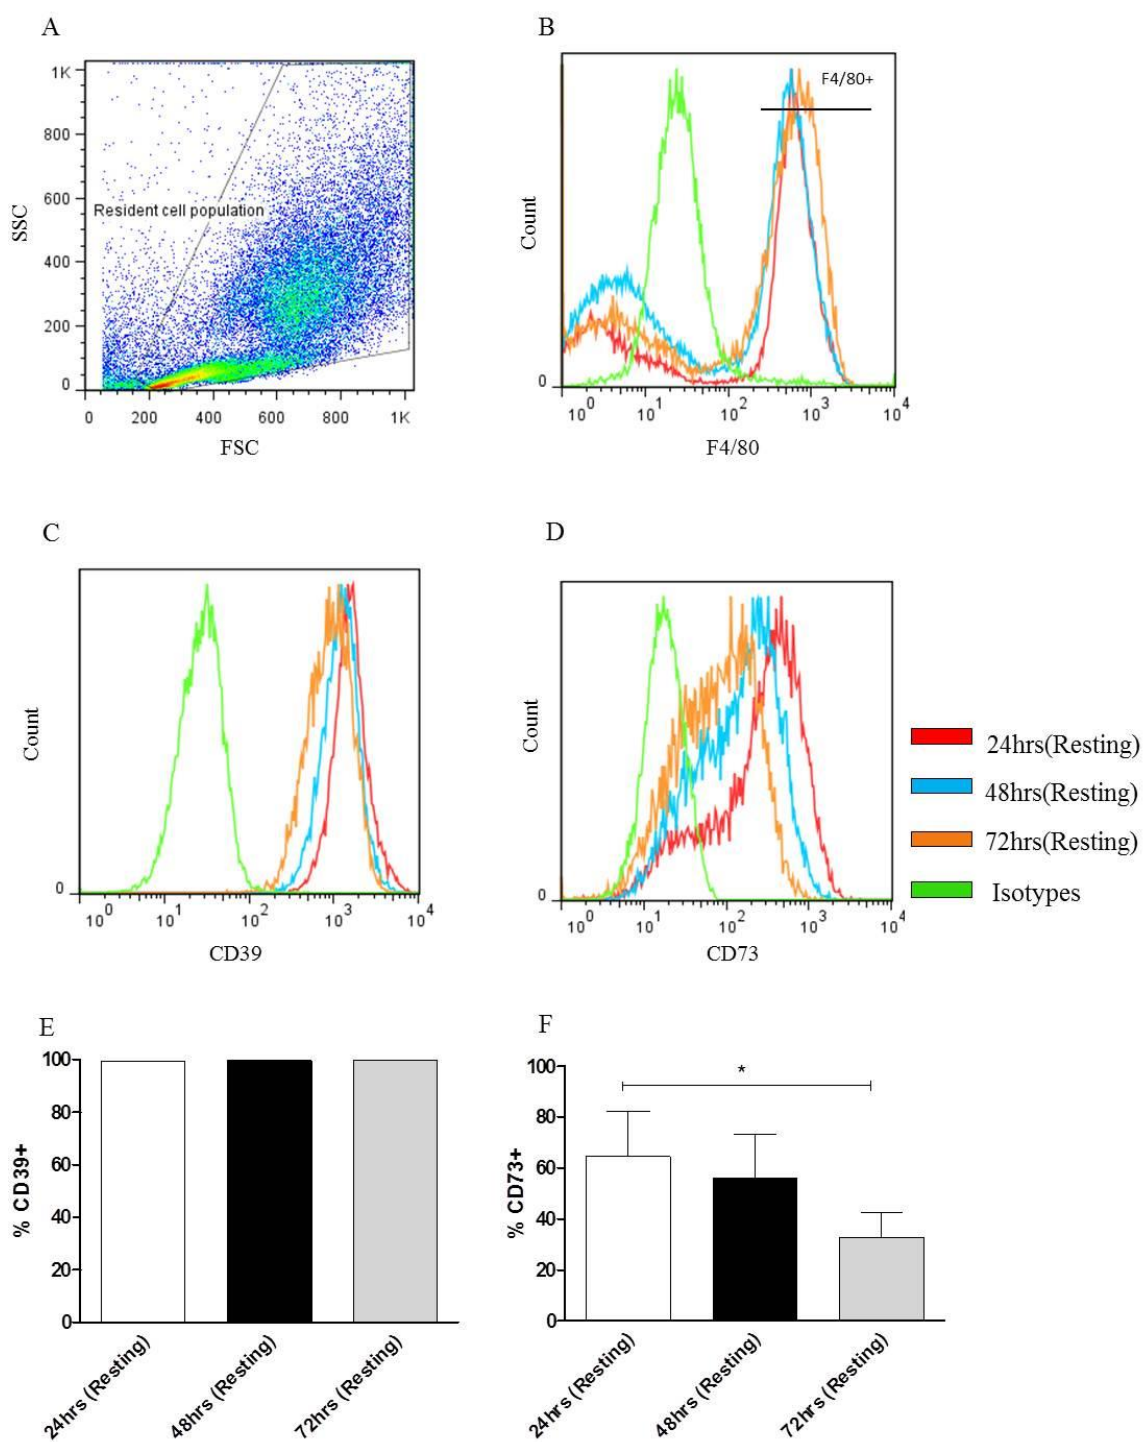 A
1K
800
600
400
200
0
Resident cell population
SSC
0 200 400 600 800 1K
FSC
B
F4/80+
Count
0
10^0 10^1 10^2 10^3 10^4
F4/80
C
Count
0
10^0 10^1 10^2 10^3 10^4
CD39
D
Count
0
10^0 10^1 10^2 10^3 10^4
CD73
24hrs(Resting)
48hrs(Resting)
72hrs(Resting)
Isotypes
E
100
80
60
40
20
0
% CD39+
24hrs (Resting)
48hrs (Resting)
72hrs (Resting)
F
*
100
80
60
40
20
0
% CD73+
24hrs (Resting)
48hrs (Resting)
72hrs (Resting)